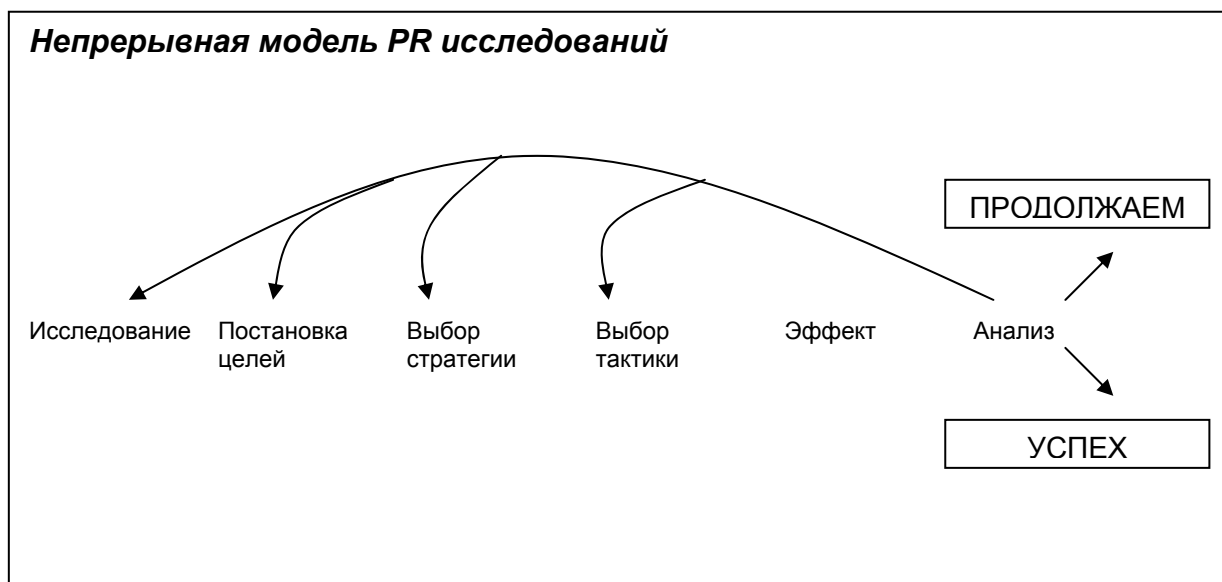 Непрерывная модель PR исследований
ПРОДОЛЖАЕМ
Исследование Постановка целей Выбор стратегии Выбор тактики Эффект Анализ
УСПЕХ